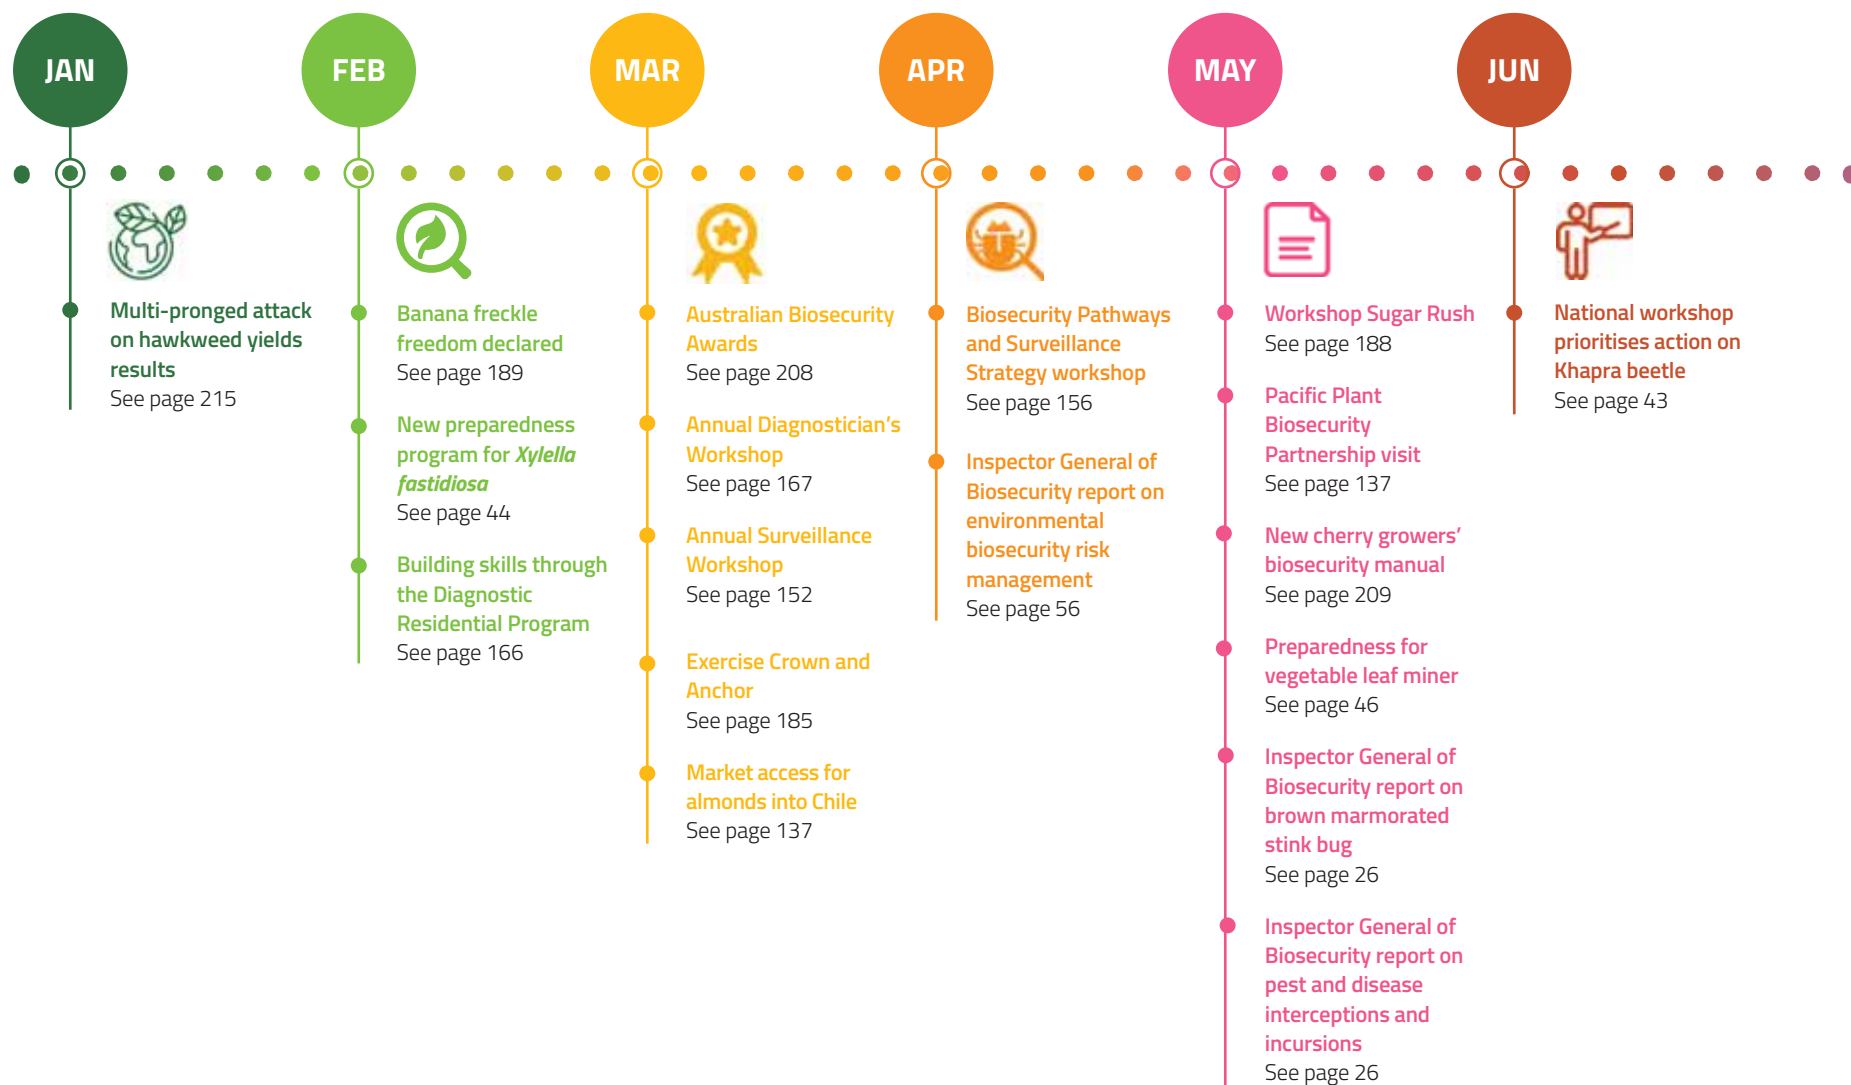 JAN
FEB
MAR
APR
MAY
JUN
Multi-pronged attack
on hawkweed yields
results
See page 215
Banana freckle
freedom declared
See page 189
New preparedness
program for Xylella
fastidiosa
See page 44
Building skills through
the Diagnostic
Residential Program
See page 166
Australian Biosecurity
Awards
See page 208
Annual Diagnostician's
Workshop
See page 167
Annual Surveillance
Workshop
See page 152
Exercise Crown and
Anchor
See page 185
Market access for
almonds into Chile
See page 137
Biosecurity Pathways
and Surveillance
Strategy workshop
See page 156
Inspector General of
Biosecurity report on
environmental
biosecurity risk
management
See page 56
Workshop Sugar Rush
See page 188
Pacific Plant
Biosecurity
Partnership visit
See page 137
New cherry growers'
biosecurity manual
See page 209
Preparedness for
vegetable leaf miner
See page 46
Inspector General of
Biosecurity report on
brown marmorated
stink bug
See page 26
Inspector General of
Biosecurity report on
pest and disease
interceptions and
incursions
See page 26
National workshop
prioritises action on
Khapra beetle
See page 43